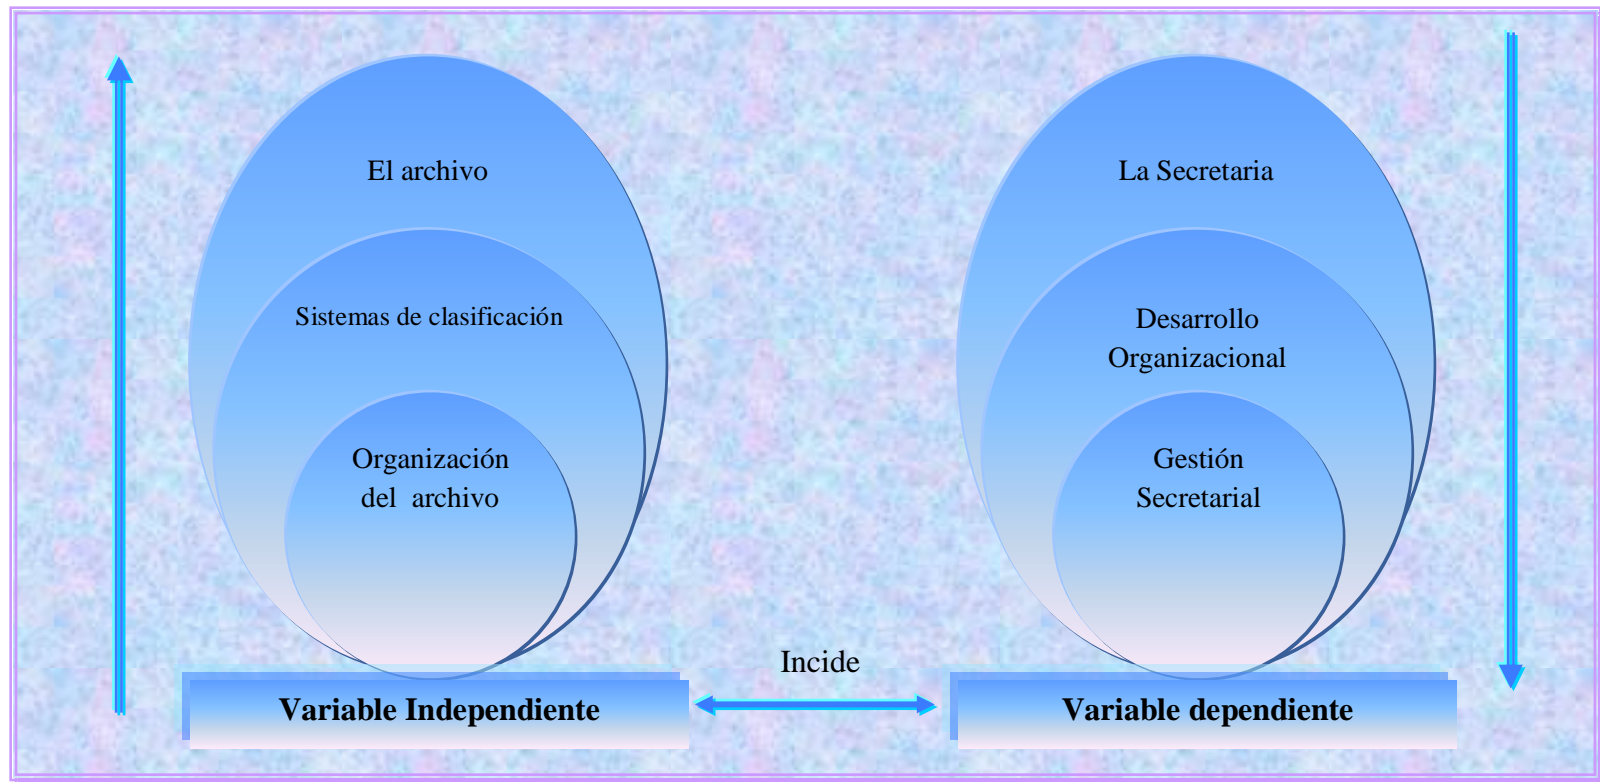 El archivo
Sistemas de clasificación
Organización
del archivo
Variable Independiente
Incide
La Secretaria
Desarrollo
Organizacional
Gestión
Secretarial
Variable dependiente